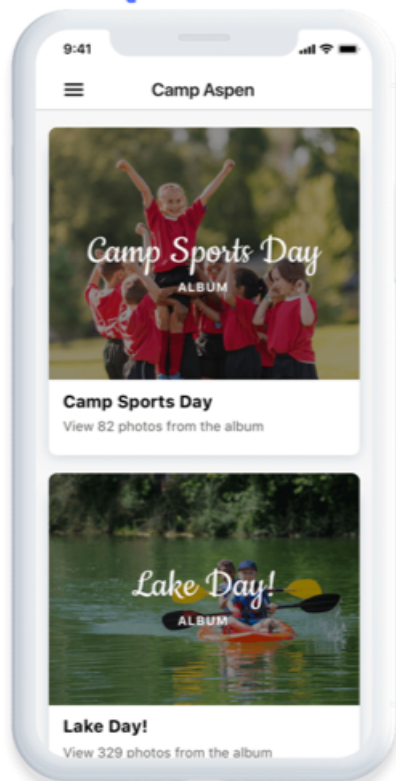 9:41
Camp Aspen
Camp Sports Day
ALBUM
Camp Sports Day
View 82 photos from the album
Lake Day!
ALBUM
Lake Day!
View 329 photos from the album